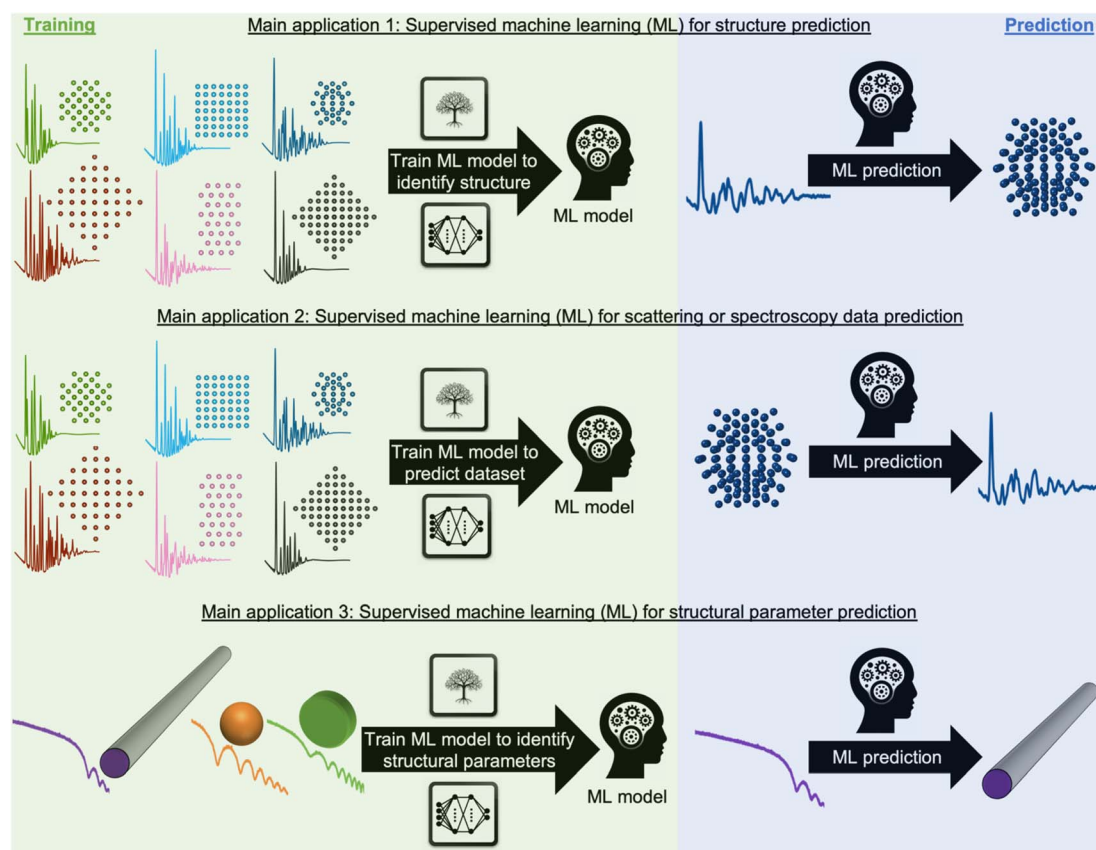 Training
Main application 1: Supervised machine learning (ML) for structure prediction
Prediction
Train ML model to
identify structure
ML model
ML prediction
Main application 2: Supervised machine learning (ML) for scattering or spectroscopy data prediction
Train ML model to
predict dataset
ML model
ML prediction
Main application 3: Supervised machine learning (ML) for structural parameter prediction
Train ML model to identify
structural parameters
ML model
ML prediction